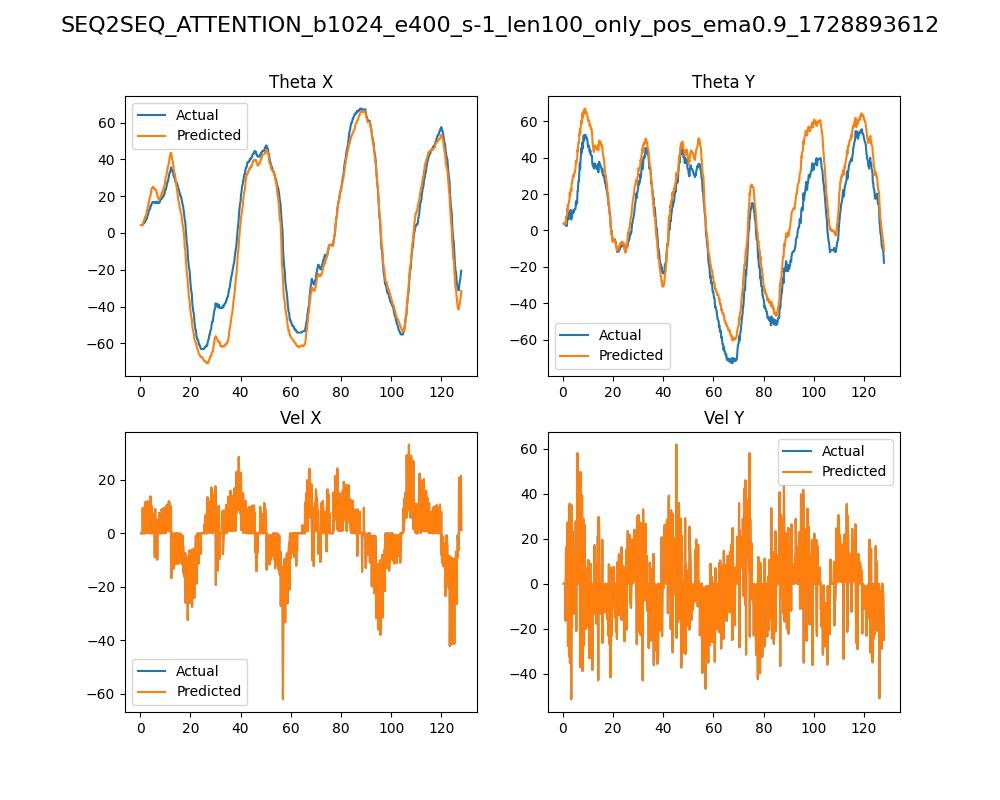 SEQ2SEQ_ATTENTION_b1024_e400_s-1_len100_only_pos_ema0.9_1728893612
Theta X
Actual
Predicted
60
40
20
0
−20
−40
−60
0 20 40 60 80 100 120
Theta Y
60
40
20
0
−20
−40
−60
Actual
Predicted
0 20 40 60 80 100 120
Vel X
20
0
−20
−40
−60
Actual
Predicted
0 20 40 60 80 100 120
Vel Y
Actual
Predicted
60
40
20
0
−20
−40
0 20 40 60 80 100 120